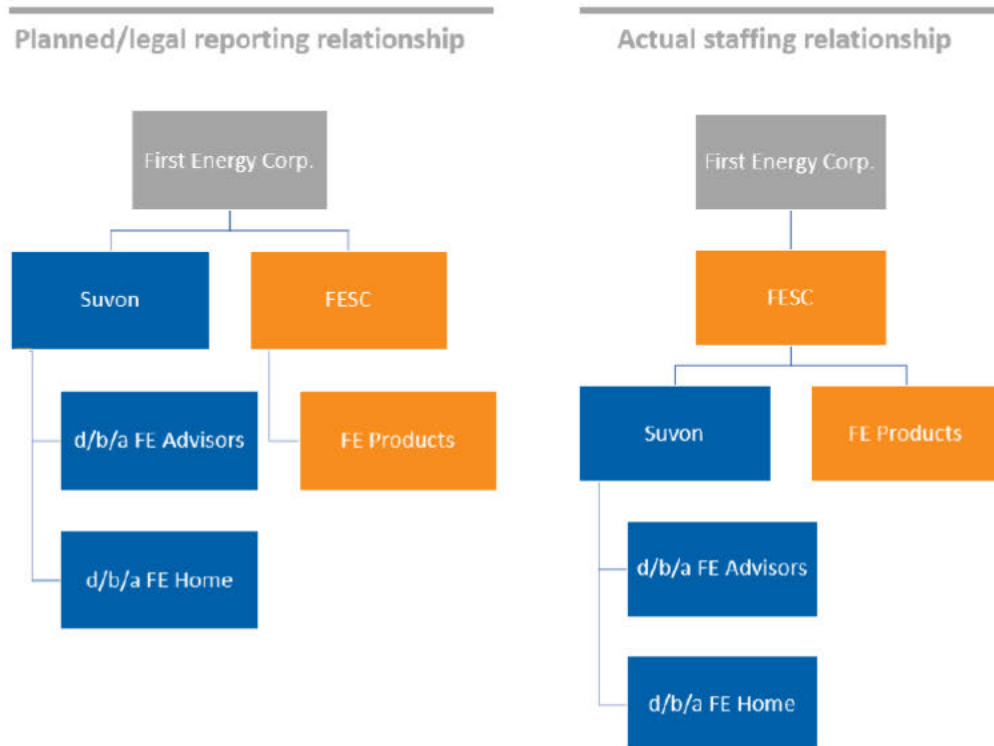 Planned/legal reporting relationship
First Energy Corp.
Suvon
FESC
d/b/a FE Advisors
FE Products
d/b/a FE Home
Actual staffing relationship
First Energy Corp.
FESC
Suvon
FE Products
d/b/a FE Advisors
d/b/a FE Home